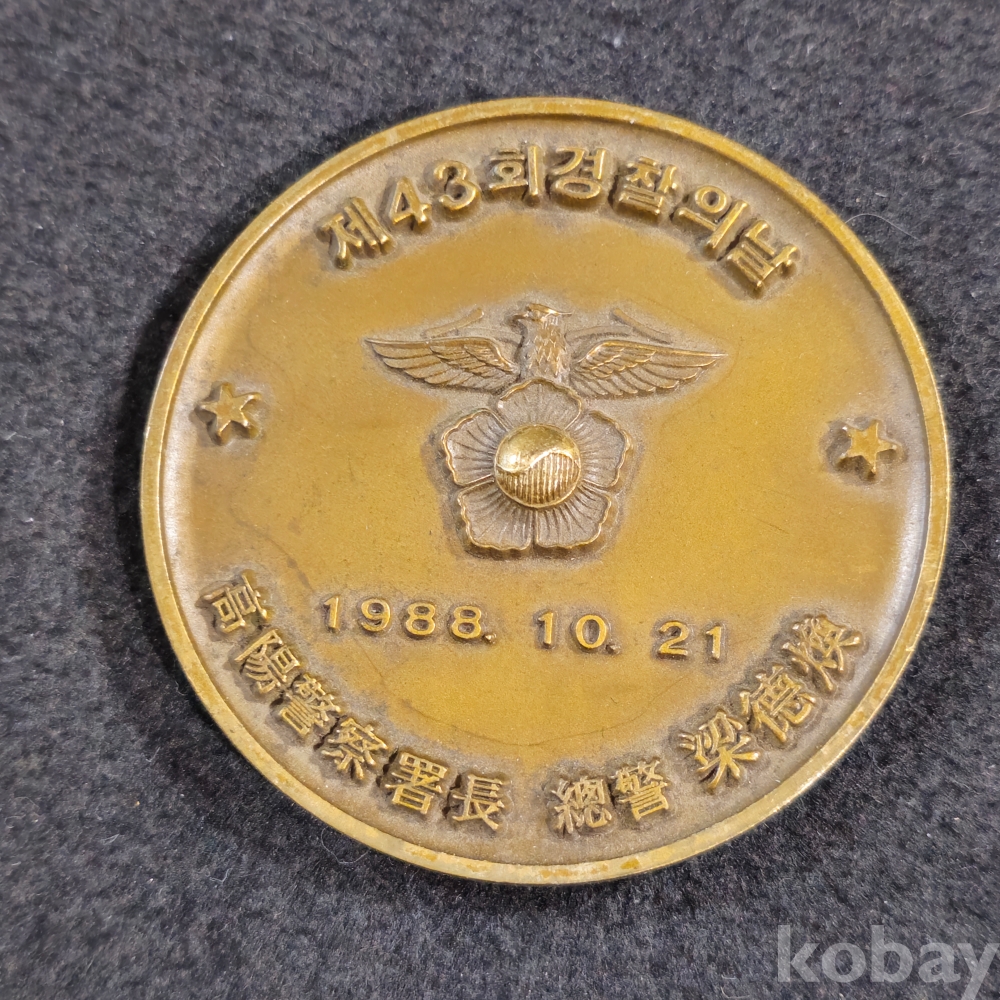 제43회경찰의날
1988. 10. 21
高陽警察署長 總警 梁德煥
kobay